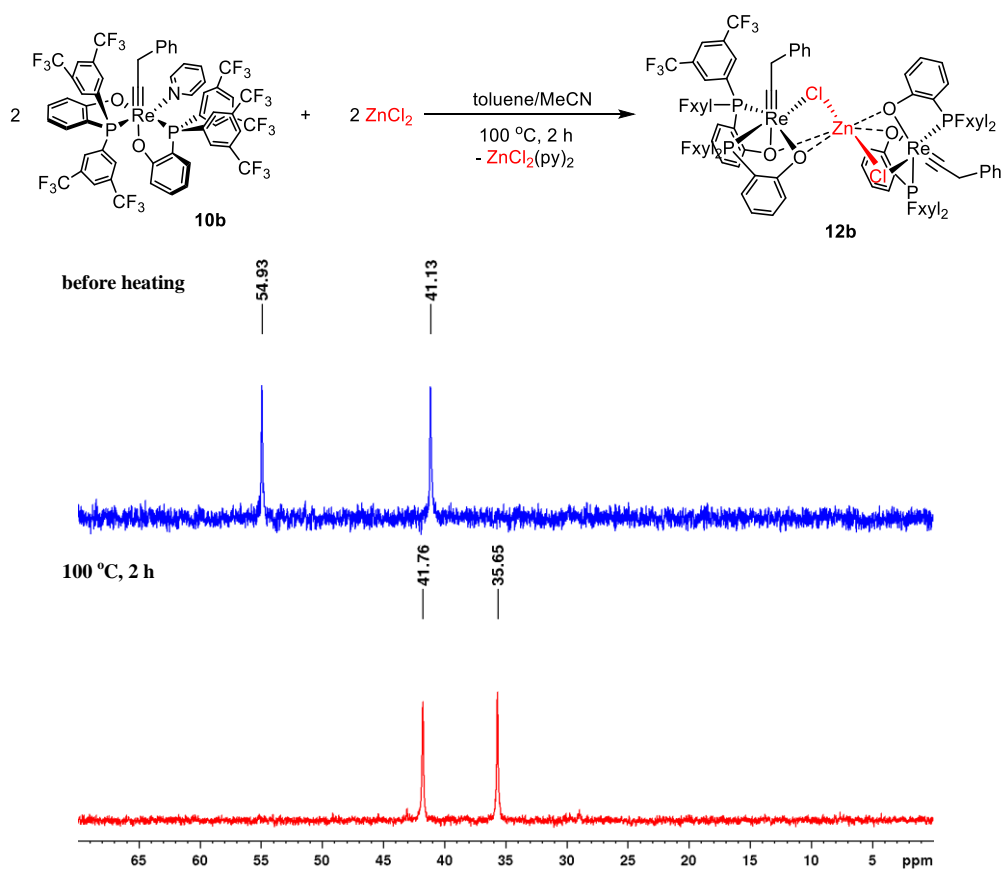 2
CF3
F3C
Ph
F3C
O
Re
N
CF3
CF3
P
P
O
CF3
CF3
F3C
CF3
10b
+
2 ZnCl2
toluene/MeCN
100 °C, 2 h
- ZnCl2(py)2
CF3
Ph
F3C
Fxyl
P
Cl
O
Re
Zn
PFxyl2
Fxyl2P
O
O
O
Re
Cl
Ph
P
Fxyl2
12b
before heating
54.93
41.13
100 °C, 2 h
41.76
35.65
65 60 55 50 45 40 35 30 25 20 15 10 5 ppm